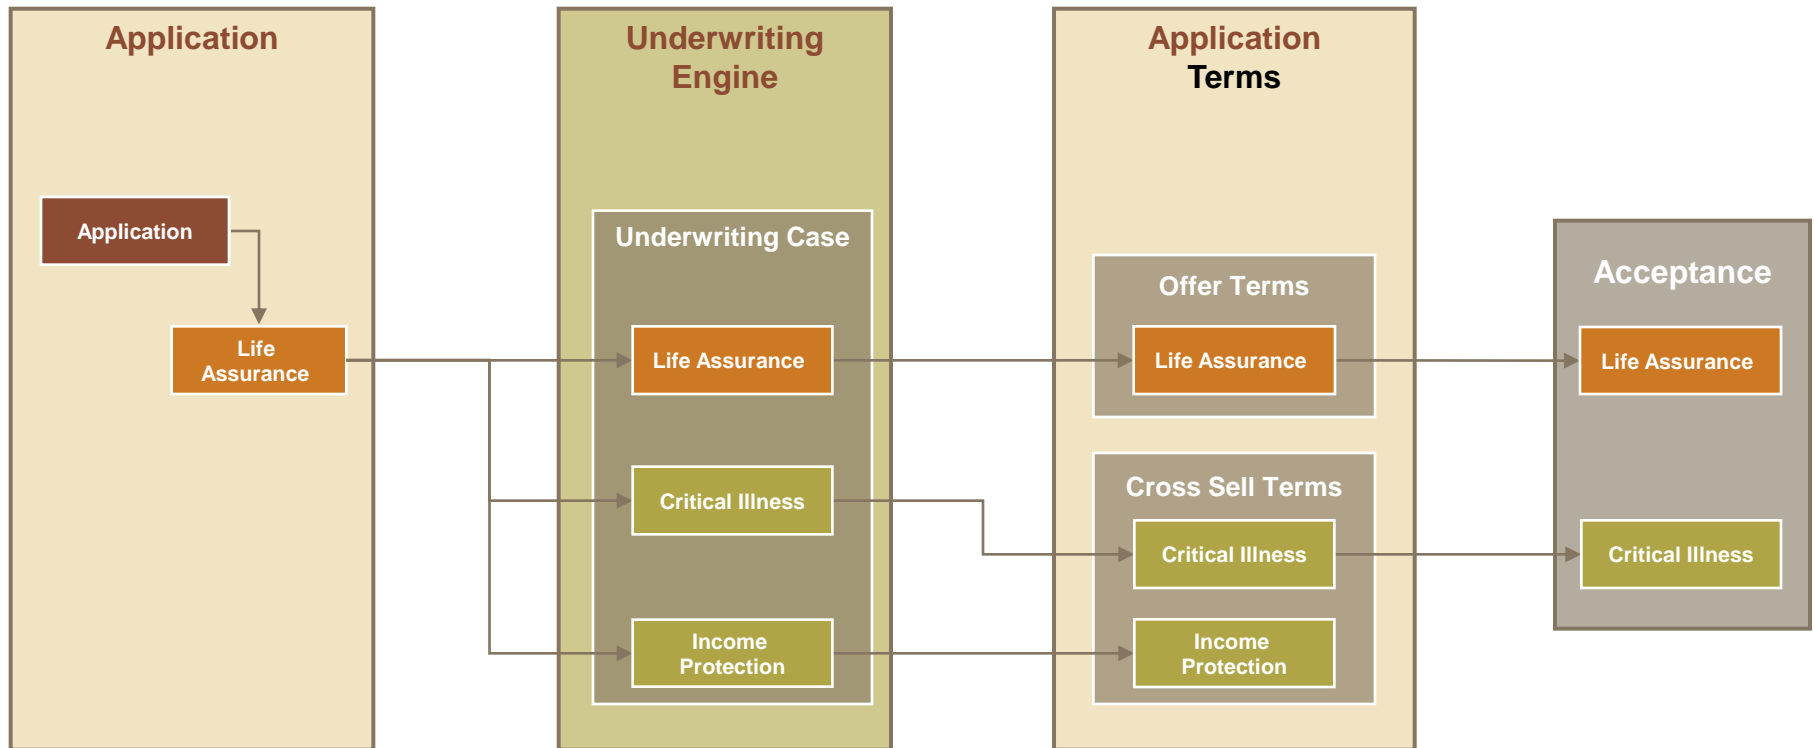 Application
Application
Life
Assurance
Underwriting
Engine
Underwriting Case
Life Assurance
Critical Illness
Income
Protection
Application
Terms
Offer Terms
Life Assurance
Cross Sell Terms
Critical Illness
Income
Protection
Acceptance
Life Assurance
Critical Illness